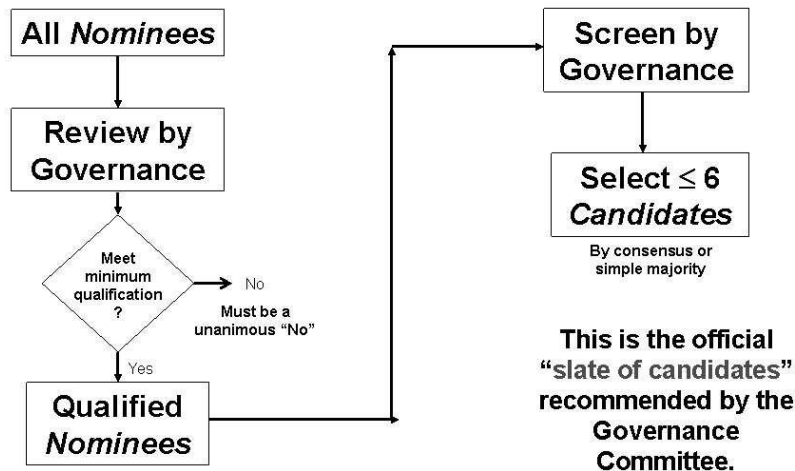 All Nominees
Review by
Governance
Meet
minimum
qualification
?
No
Must be a
unanimous “No”
Yes
Qualified
Nominees
Screen by
Governance
Select ≤ 6
Candidates
By consensus or
simple majority
This is the official
“slate of candidates”
recommended by the
Governance
Committee.